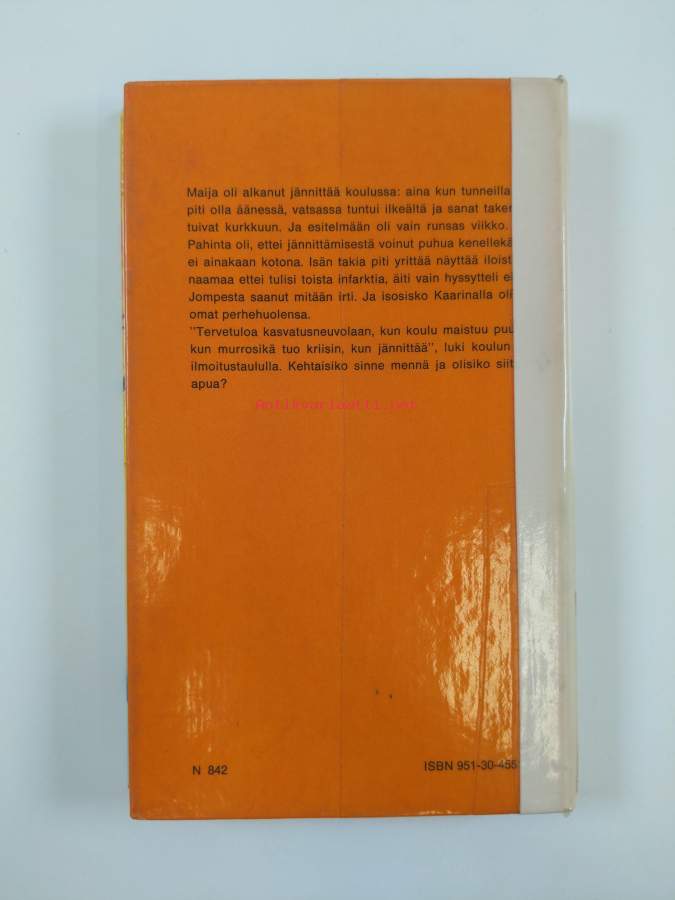 Maija oli alkanut jännittää koulussa: aina kun tunneilla
piti olla äänessä, vatsassa tuntui ilkeältä ja sanat taker
tuivat kurkkuun. Ja esitelmään oli vain runsas viikko.
Pahinta oli, ettei jännittämisestä voinut puhua kenellekä
ei ainakaan kotona. Isän takia piti yrittää näyttää iloist
naamaa ettei tulisi toista infarktia, äiti vain hyssytteli e
Jompesta saanut mitään irti. Ja isosisko Kaarinalla oli
omat perhehuolensa.
"Tervetuloa kasvatusneuvolaan, kun koulu maistuu puu
kun murrosikä tuo kriisin, kun jännittää", luki koulun
ilmoitustaululla. Kehtaisiko sinne mennä ja olisiko siit
apua?
Antikvariaatti.net
N 842 ISBN 951-30-455